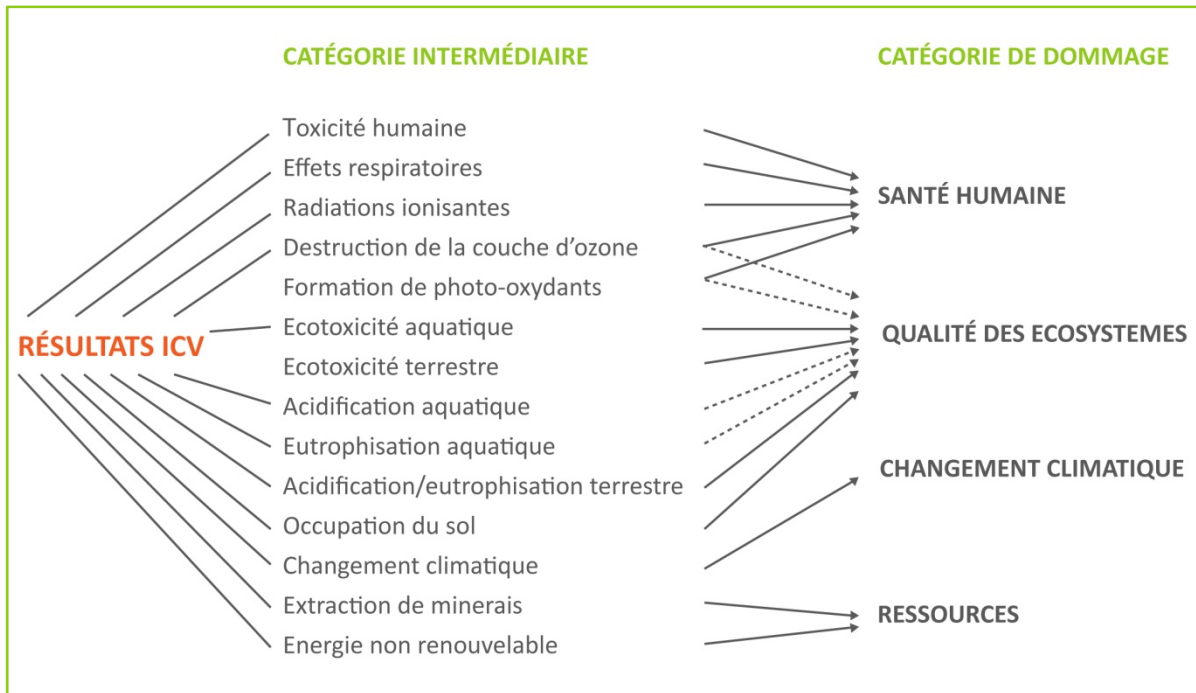 CATÉGORIE INTERMÉDIAIRE
CATÉGORIE DE DOMMAGE
Toxicité humaine
Effets respiratoires
Radiations ionisantes
Destruction de la couche d’ozone
Formation de photo-oxydants
Ecotoxicité aquatique
Ecotoxicité terrestre
Acidification aquatique
Eutrophisation aquatique
Acidification/eutrophisation terrestre
Occupation du sol
Changement climatique
Extraction de minerais
Energie non renouvelable
RÉSULTATS ICV
SANTÉ HUMAINE
QUALITÉ DES ECOSYSTEMES
CHANGEMENT CLIMATIQUE
RESSOURCES